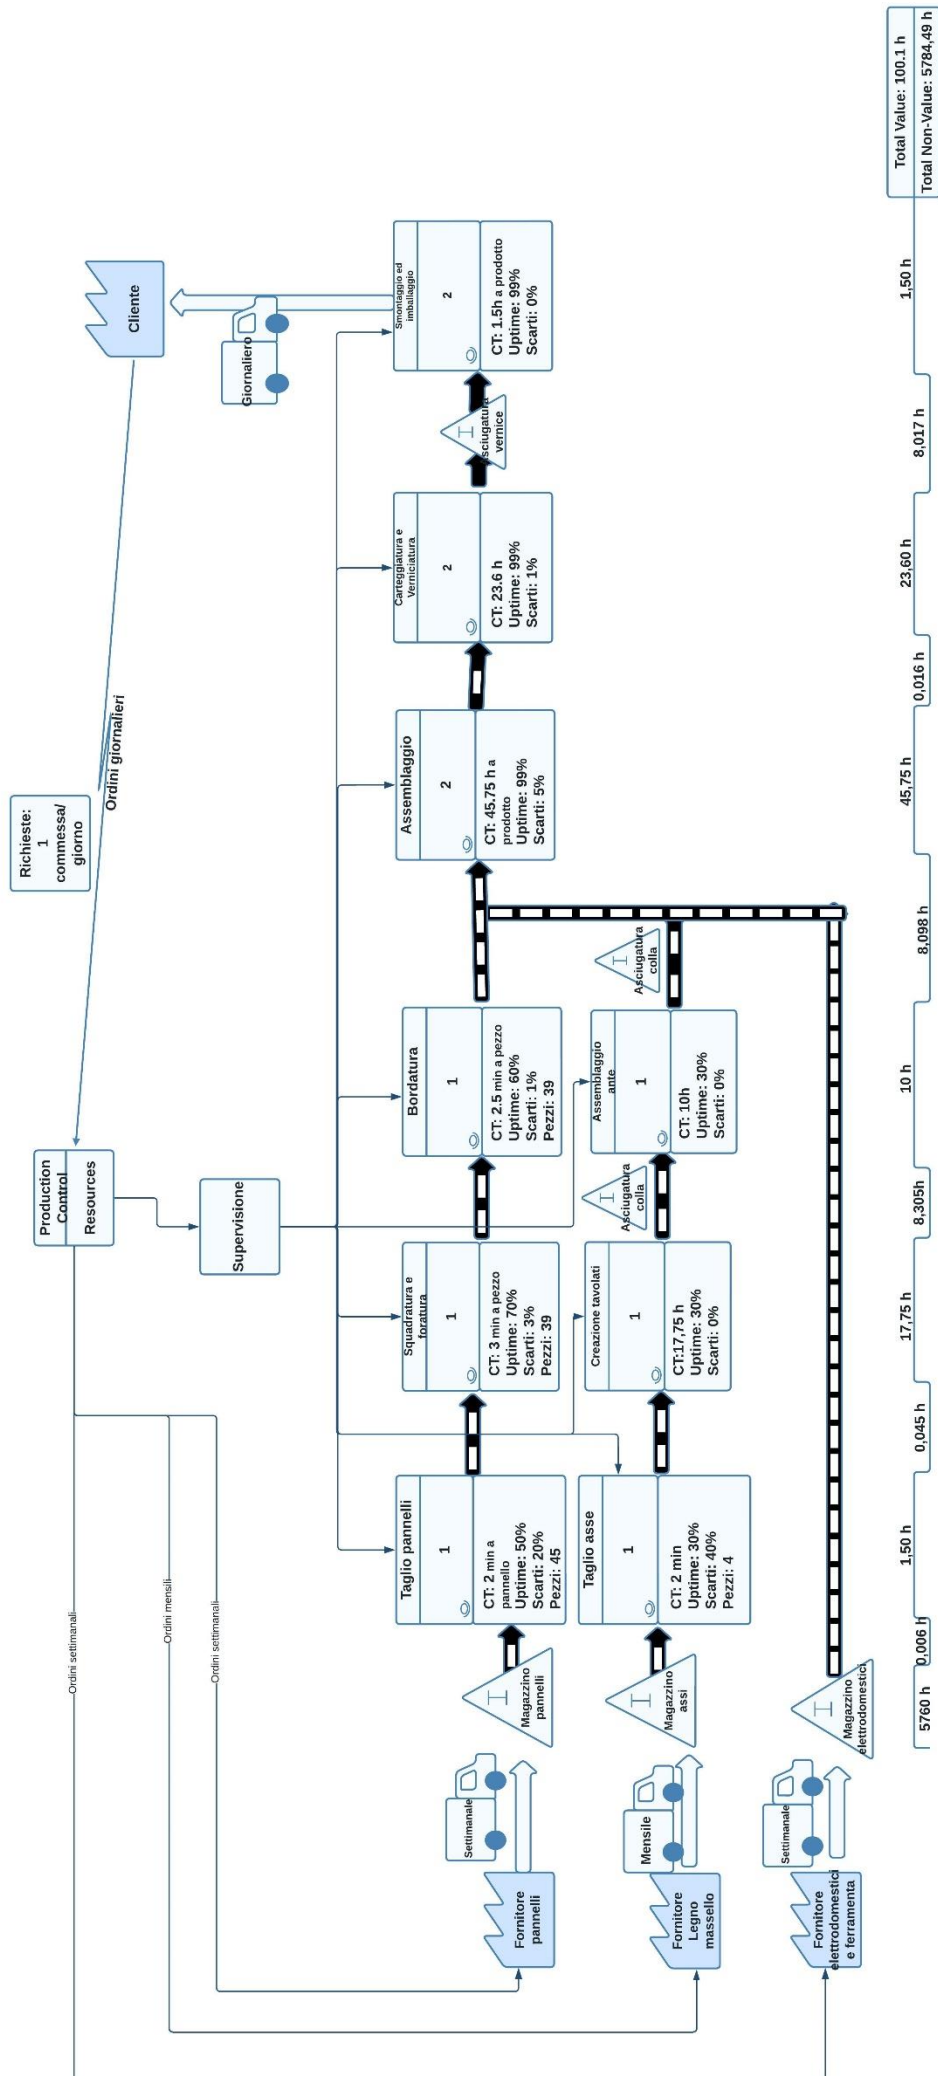 Richieste:
1
commessa/
giorno
Ordini giornalieri
Cliente
Giornaliero
Production
Control
Resources
Supervisione
Ordini settimanali
Ordini mensili
Ordini settimanali
Fornitore
pannelli
Settimanale
Magazzino
pannelli
Taglio pannelli
1
CT: 2 min a
pannello
Uptime: 50%
Scarti: 20%
Pezzi: 45
Squadratura e
foratura
1
CT: 3 min a pezzo
Uptime: 70%
Scarti: 3%
Pezzi: 39
Bordatura
1
CT: 2.5 min a pezzo
Uptime: 60%
Scarti: 1%
Pezzi: 39
Assemblaggio
2
CT: 45.75 h a
prodotto
Uptime: 99%
Scarti: 5%
Carteggiatura e
Verniciatura
2
CT: 23.6 h
Uptime: 99%
Scarti: 1%
Asciugatura
vernice
Smontaggio ed
imballaggio
2
CT: 1.5h a prodotto
Uptime: 99%
Scarti: 0%
Fornitore
Legno
massello
Mensile
Magazzino
assi
Taglio asse
1
CT: 2 min
Uptime: 30%
Scarti: 40%
Pezzi: 4
Creazione tavolati
1
CT:17,75 h
Uptime: 30%
Scarti: 0%
Asciugatura
colla
Assemblaggio
ante
1
CT: 10h
Uptime: 30%
Scarti: 0%
Asciugatura
colla
Fornitore
elettrodomestici
e ferramenta
Settimanale
Magazzino
elettrodomestici
5760 h
0,006 h
1,50 h
0,045 h
17,75 h
8,305h
10 h
8,098 h
45,75 h
0,016 h
23,60 h
8,017 h
1,50 h
Total Value: 100.1 h
Total Non-Value: 5784,49 h